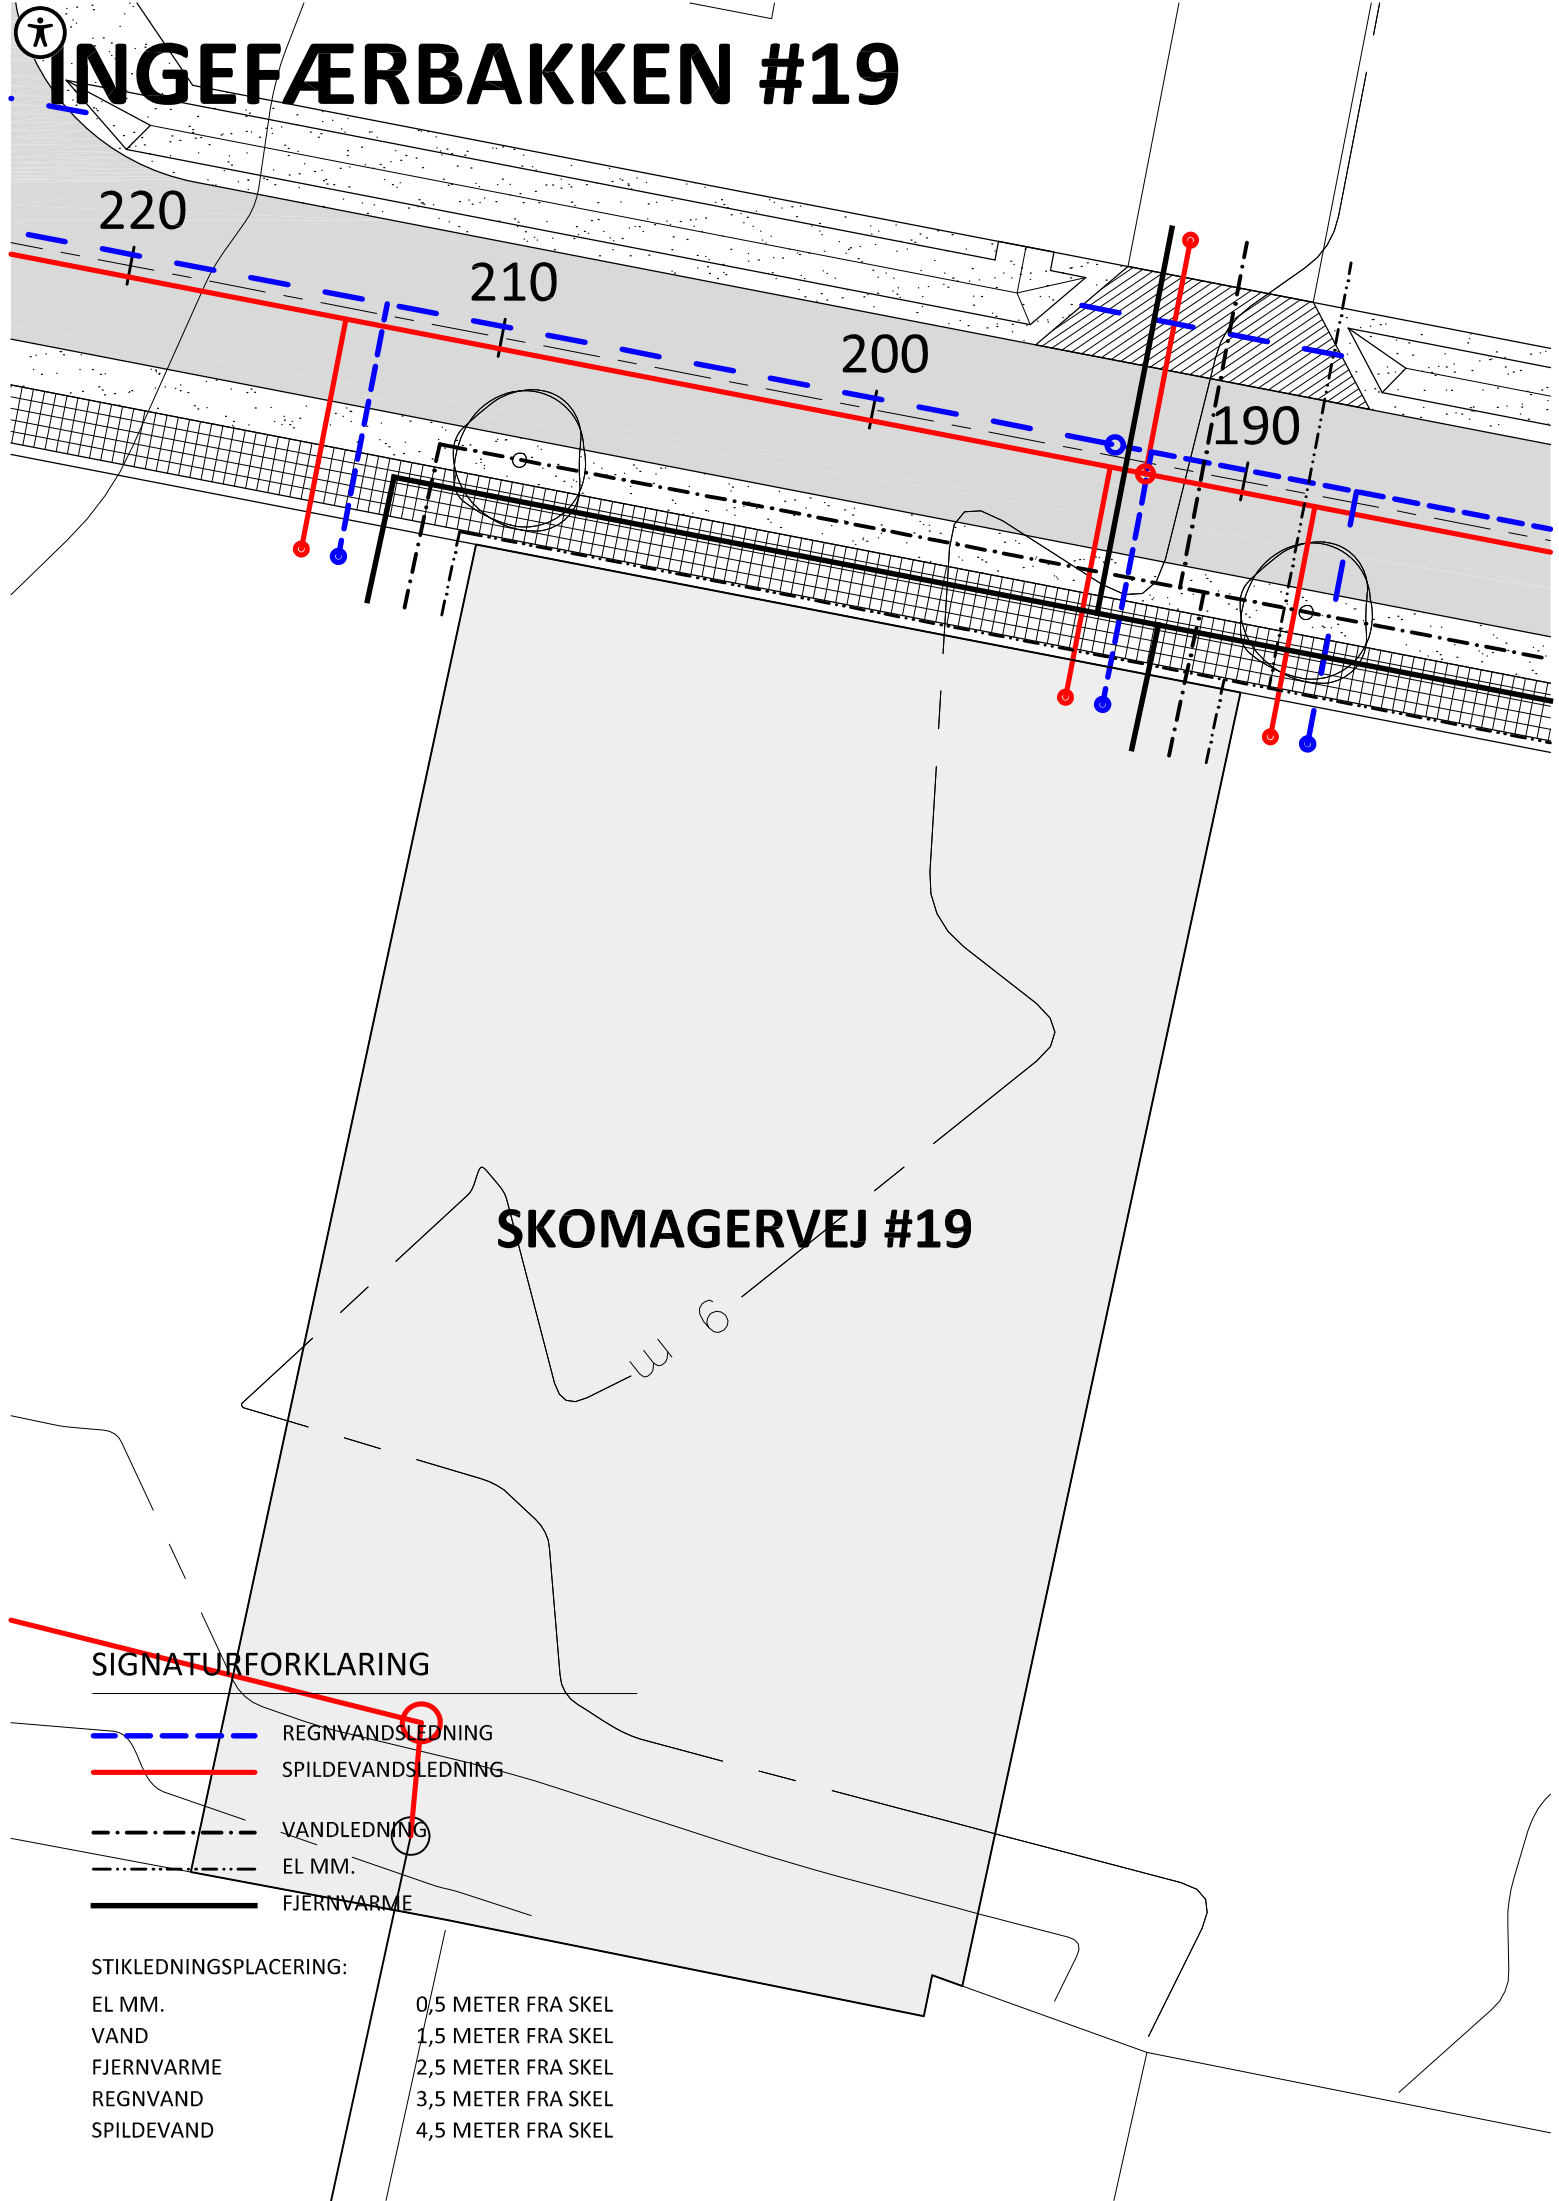 INGEFÆRBAKKEN #19
220
210
200
190
SKOMAGERVEJ #19
9 m
SIGNATURFORKLARING
REGNVANDSLEDNING
SPILDEVANDSLEDNING
VANDLEDNING
EL MM.
FJERNVARME
STIKLEDNINGSPLACERING:
EL MM. 0,5 METER FRA SKEL
VAND 1,5 METER FRA SKEL
FJERNVARME 2,5 METER FRA SKEL
REGNVAND 3,5 METER FRA SKEL
SPILDEVAND 4,5 METER FRA SKEL